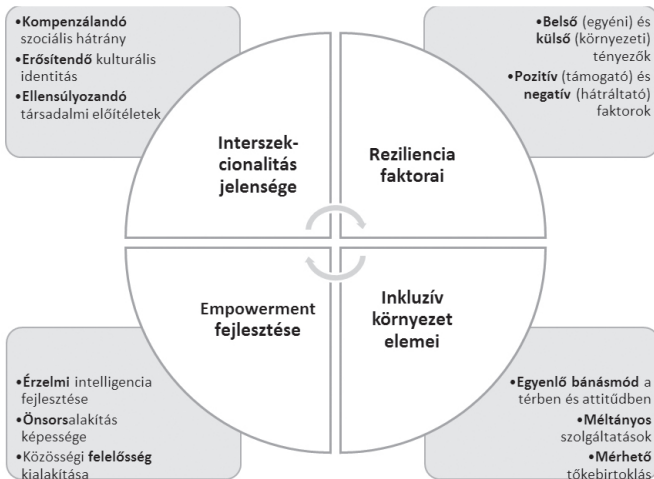 •Kompenzálandó
szociális hátrány
•Erősítendő kulturális
identitás
•Ellensúlyozandó
társadalmi előítéletek
•Belső (egyéni) és
külső (környezeti)
tényezők
•Pozitív (támogató) és
negatív (hátráltató)
faktorok
Interszek-
cionalitás
jelensége
Reziliencia
faktorai
Empowerment
fejlesztése
Inkluzív
környezet
elemei
•Érzelmi intelligencia
fejlesztése
•Önsorsalakítás
képessége
•Közösségi felelősség
kialakítása
•Egyenlő bánásmód a
térben és attitűdben
•Méltányos
szolgáltatások
•Mérhető
tőkebirtoklás